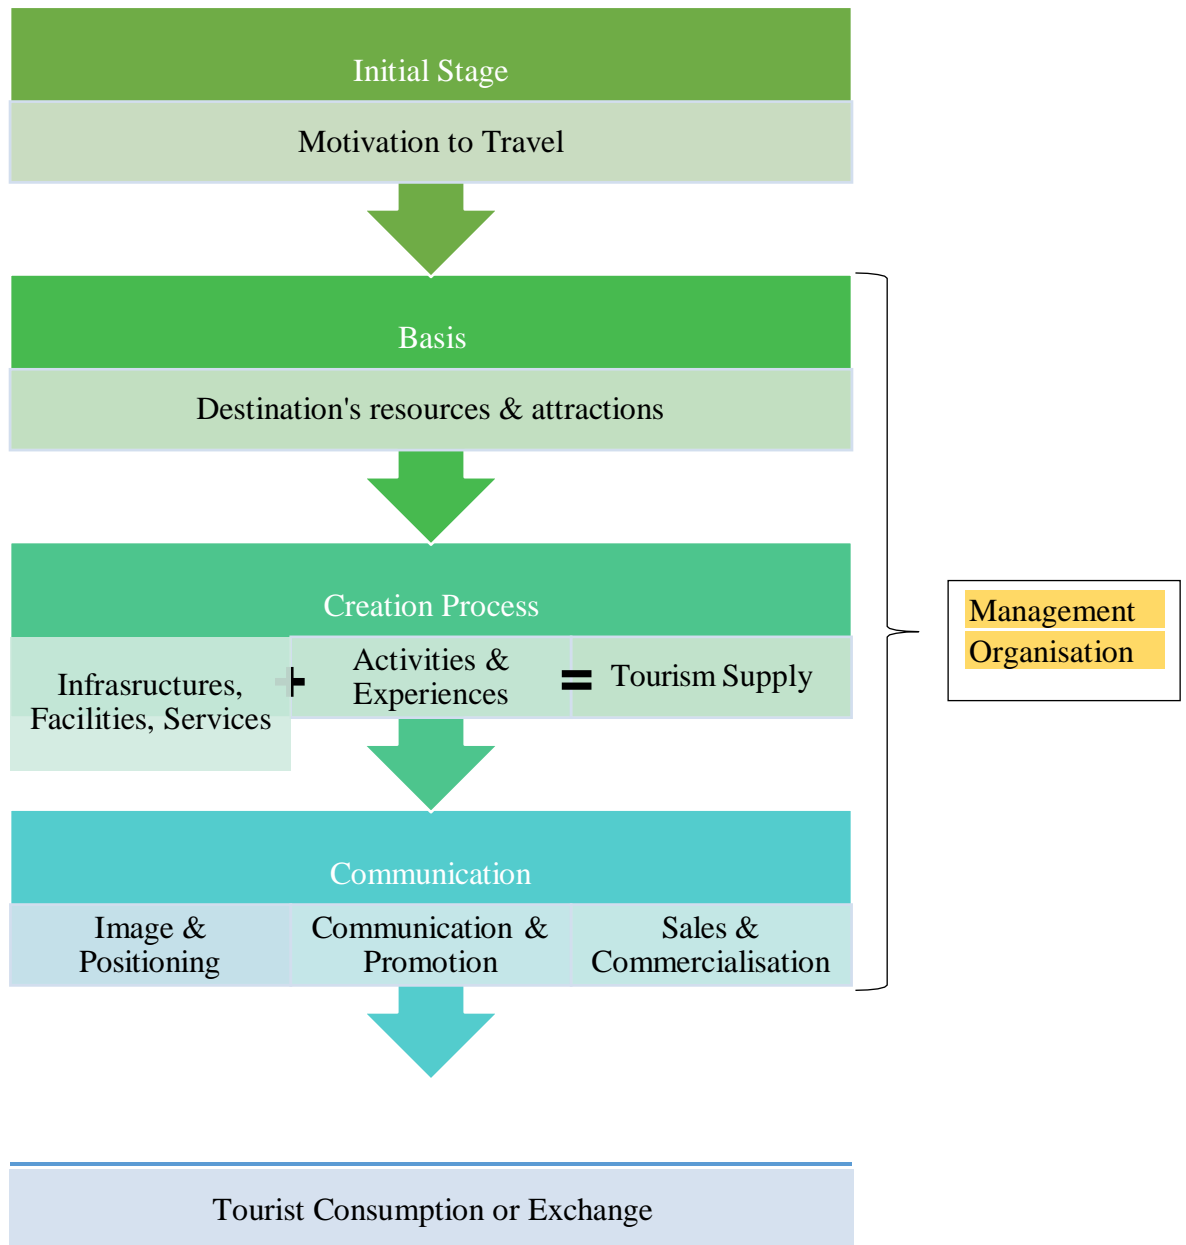 Initial Stage
Motivation to Travel
Basis
Destination's resources & attractions
Creation Process
Infrasructures,
Facilities, Services
+
Activities &
Experiences
=
Tourism Supply
Management
Organisation
Communication
Image &
Positioning
Communication &
Promotion
Sales &
Commercialisation
Tourist Consumption or Exchange